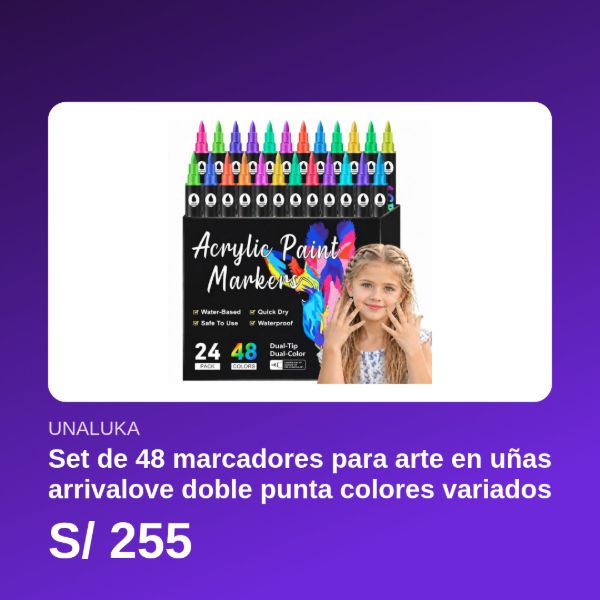 Acrylic Paint
Markers
Water-Based
Quick Dry
Safe To Use
Waterproof
24
PACK
48
COLORS
Dual-Tip
Dual-Color
UNALUKA
Set de 48 marcadores para arte en uñas
arrivalove doble punta colores variados
S/ 255